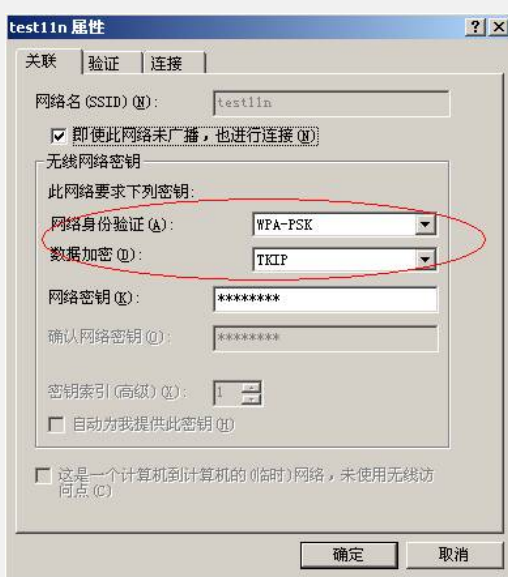 test11n 属性
关联 验证 连接
网络名(SSID)(N): test11n
即使此网络未广播，也进行连接(N)
无线网络密钥
此网络要求下列密钥:
网络身份验证(A): WPA-PSK
数据加密(D): TKIP
网络密钥(K): ********
确认网络密钥(O): ********
密钥索引(高级)(X): 1
自动为我提供此密钥(H)
这是一个计算机到计算机的(临时)网络，未使用无线访
问点(C)
确定 取消